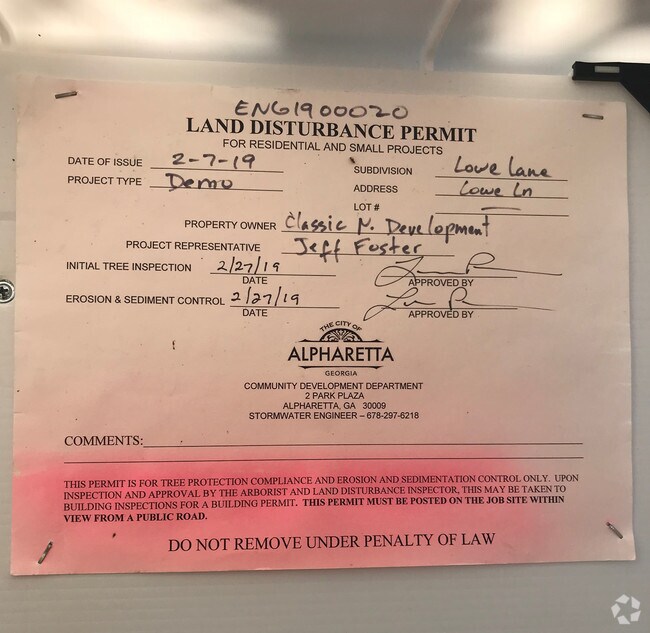 ENG1900020
LAND DISTURBANCE PERMIT
FOR RESIDENTIAL AND SMALL PROJECTS
DATE OF ISSUE 2-7-19
PROJECT TYPE Demo
SUBDIVISION Lowe Lane
ADDRESS Lowe Ln
LOT # —
PROPERTY OWNER Classic N. Development
PROJECT REPRESENTATIVE Jeff Foster
INITIAL TREE INSPECTION 2/27/19
DATE
APPROVED BY
EROSION & SEDIMENT CONTROL 2/27/19
DATE
APPROVED BY
THE CITY OF
ALPHARETTA
GEORGIA
COMMUNITY DEVELOPMENT DEPARTMENT
2 PARK PLAZA
ALPHARETTA, GA 30009
STORMWATER ENGINEER – 678-297-6218
COMMENTS:
THIS PERMIT IS FOR TREE PROTECTION COMPLIANCE AND EROSION AND SEDIMENTATION CONTROL ONLY. UPON
INSPECTION AND APPROVAL BY THE ARBORIST AND LAND DISTURBANCE INSPECTOR, THIS MAY BE TAKEN TO
BUILDING INSPECTIONS FOR A BUILDING PERMIT. THIS PERMIT MUST BE POSTED ON THE JOB SITE WITHIN
VIEW FROM A PUBLIC ROAD.
DO NOT REMOVE UNDER PENALTY OF LAW